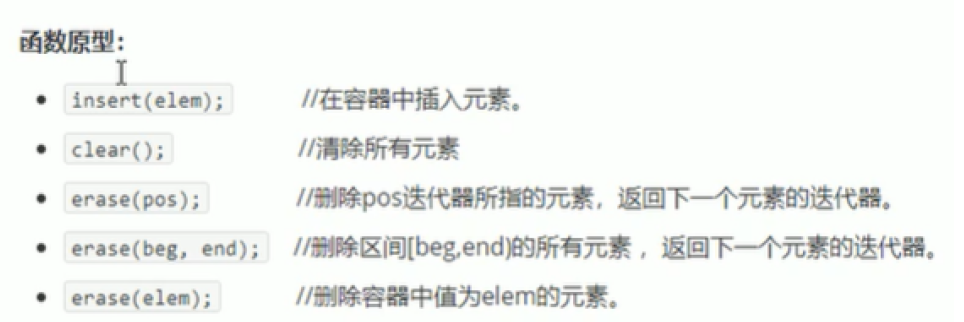 函数原型：
insert(elem); //在容器中插入元素。
clear(); //清除所有元素
erase(pos); //删除pos迭代器所指的元素，返回下一个元素的迭代器。
erase(beg, end); //删除区间[beg,end)的所有元素 ，返回下一个元素的迭代器。
erase(elem); //删除容器中值为elem的元素。